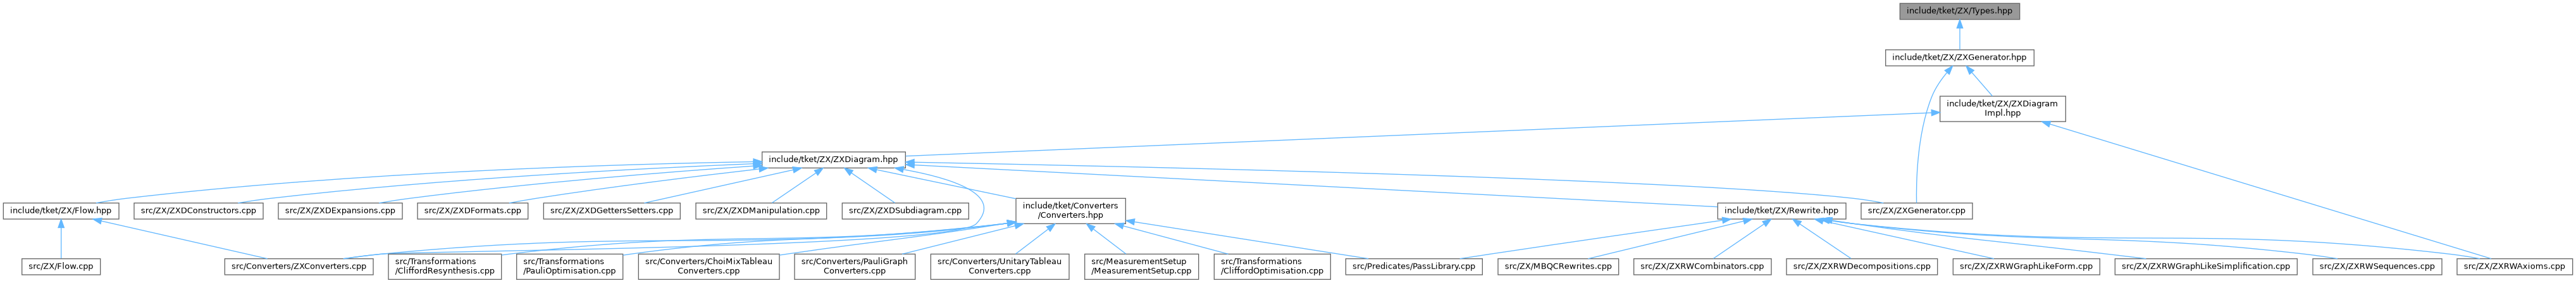 include/tket/ZX/Types.hpp
include/tket/ZX/ZXGenerator.hpp
include/tket/ZX/ZXDiagram
Impl.hpp
include/tket/ZX/ZXDiagram.hpp
include/tket/ZX/Flow.hpp
src/ZX/ZXDConstructors.cpp
src/ZX/ZXDExpansions.cpp
src/ZX/ZXDFormats.cpp
src/ZX/ZXDGettersSetters.cpp
src/ZX/ZXDManipulation.cpp
src/ZX/ZXDSubdiagram.cpp
include/tket/Converters
/Converters.hpp
include/tket/ZX/Rewrite.hpp
src/ZX/ZXGenerator.cpp
src/ZX/Flow.cpp
src/Converters/ZXConverters.cpp
src/Transformations
/CliffordResynthesis.cpp
src/Transformations
/PauliOptimisation.cpp
src/Converters/ChoiMixTableau
Converters.cpp
src/Converters/PauliGraph
Converters.cpp
src/Converters/UnitaryTableau
Converters.cpp
src/MeasurementSetup
/MeasurementSetup.cpp
src/Transformations
/CliffordOptimisation.cpp
src/Predicates/PassLibrary.cpp
src/ZX/MBQCRewrites.cpp
src/ZX/ZXRWCombinators.cpp
src/ZX/ZXRWDecompositions.cpp
src/ZX/ZXRWGraphLikeForm.cpp
src/ZX/ZXRWGraphLikeSimplification.cpp
src/ZX/ZXRWSequences.cpp
src/ZX/ZXRWAxioms.cpp